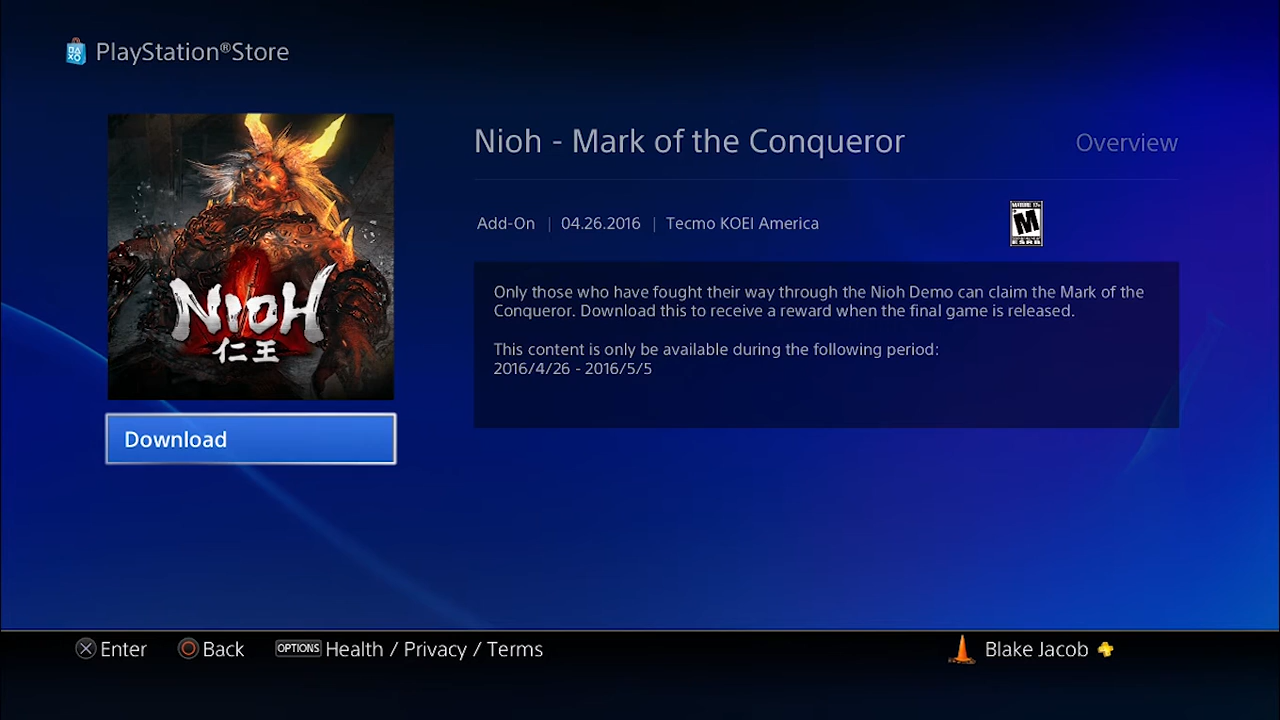 PlayStation®Store
Nioh - Mark of the Conqueror
Overview
Add-On | 04.26.2016 | Tecmo KOEI America
MATURE 17+
M
ESRB
NIOH
仁王
Only those who have fought their way through the Nioh Demo can claim the Mark of the
Conqueror. Download this to receive a reward when the final game is released.
This content is only be available during the following period:
2016/4/26 - 2016/5/5
Download
Enter
Back
OPTIONS Health / Privacy / Terms
Blake Jacob